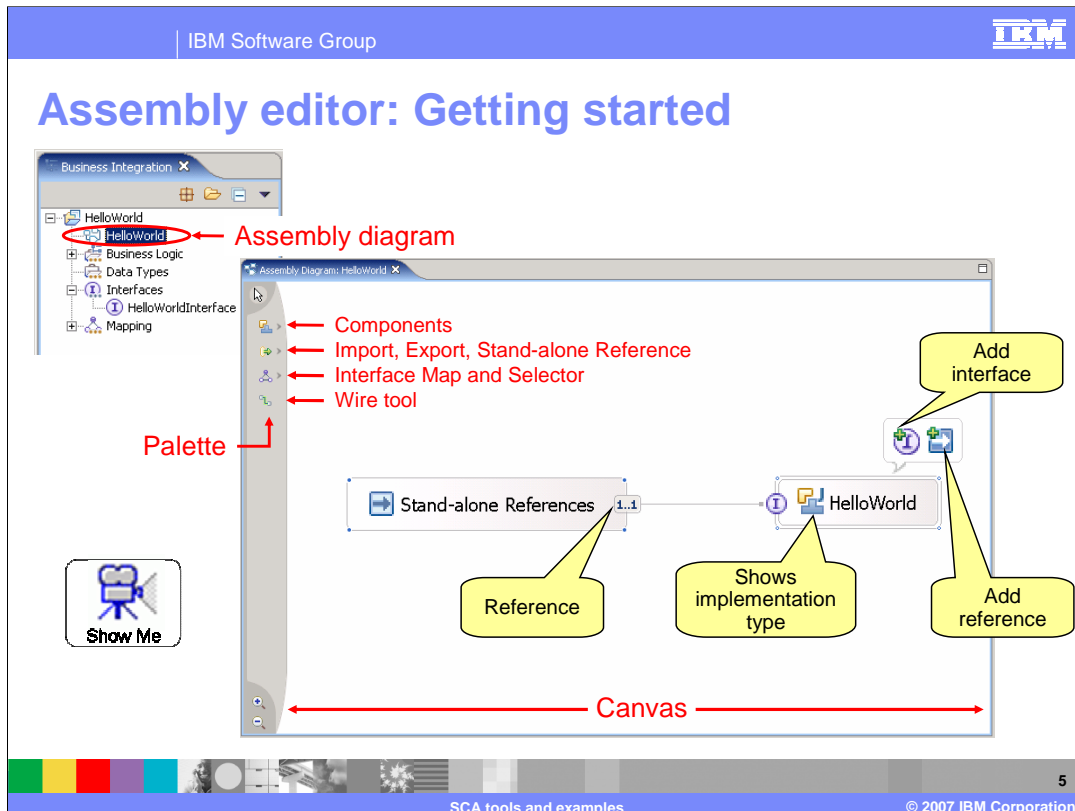 IBM Software Group
IBM
Assembly editor: Getting started
Business Integration
HelloWorld
HelloWorld
Business Logic
Data Types
Interfaces
HelloWorldInterface
Mapping
Assembly diagram
Assembly Diagram: HelloWorld
Components
Import, Export, Stand-alone Reference
Interface Map and Selector
Wire tool
Palette
Add
interface
Stand-alone References
1..1
I
HelloWorld
Reference
Shows
implementation
type
Add
reference
Show Me
Canvas
5
SCA tools and examples
© 2007 IBM Corporation